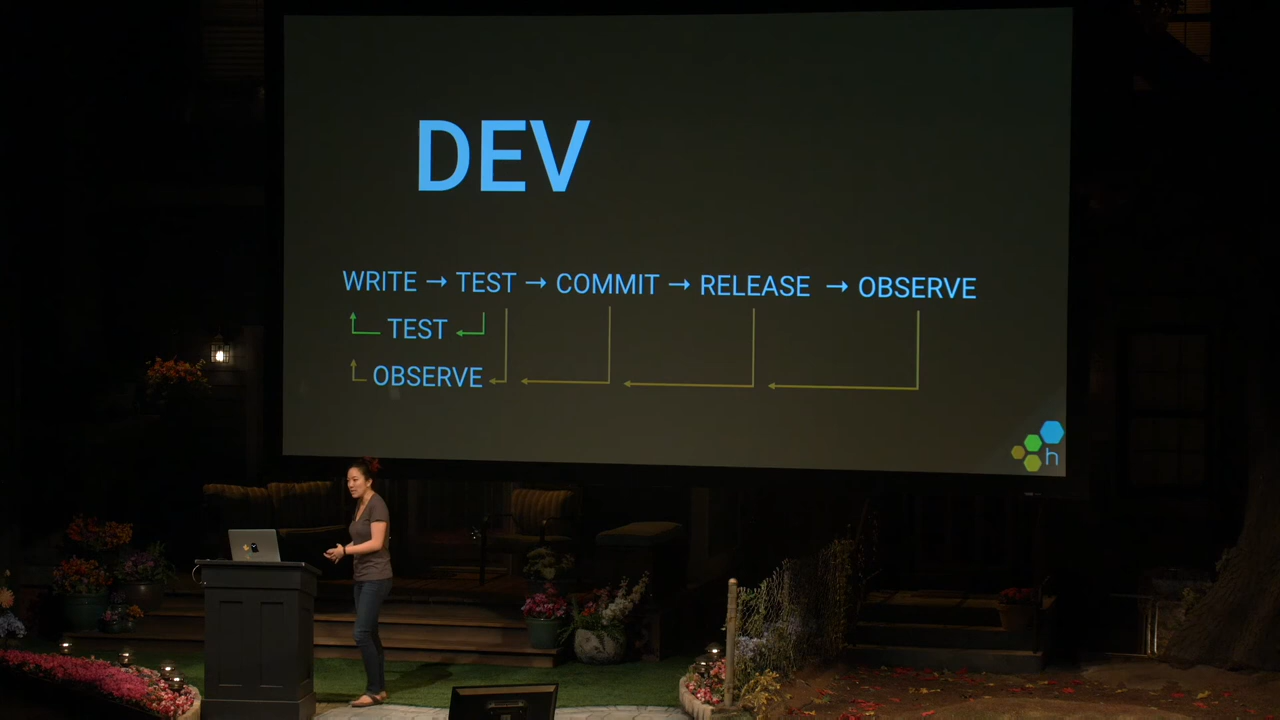 DEV
WRITE → TEST → COMMIT → RELEASE → OBSERVE
TEST
OBSERVE
h